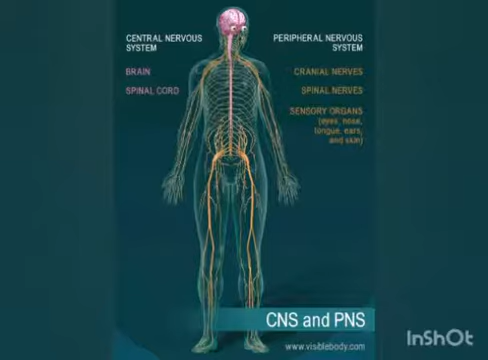 CENTRAL NERVOUS
SYSTEM
BRAIN
SPINAL CORD
PERIPHERAL NERVOUS
SYSTEM
CRANIAL NERVES
SPINAL NERVES
SENSORY ORGANS
(eyes, nose,
tongue, ears,
and skin)
CNS and PNS
www.visiblebody.com
InShOt